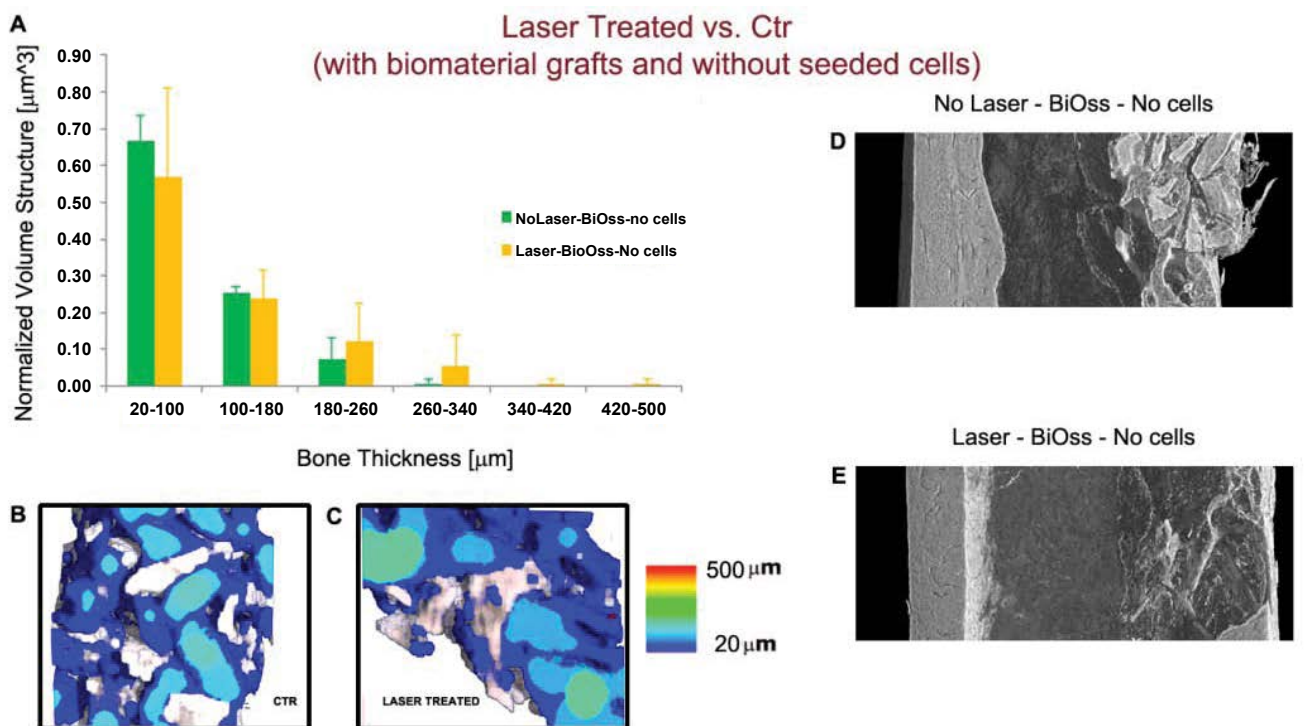 A
Laser Treated vs. Ctr
(with biomaterial grafts and without seeded cells)
Normalized Volume Structure [μm^3]
0.90
0.80
0.70
0.60
0.50
0.40
0.30
0.20
0.10
0.00
NoLaser-BiOss-no cells
Laser-BioOss-No cells
20-100 100-180 180-260 260-340 340-420 420-500
Bone Thickness [μm]
B
CTR
C
LASER TREATED
500 μm
20 μm
No Laser - BiOss - No cells
D
Laser - BiOss - No cells
E